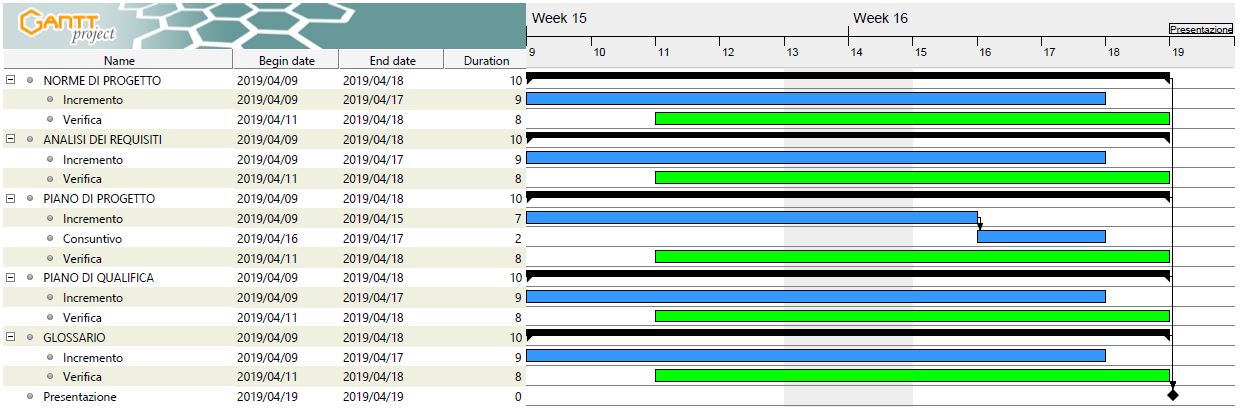 GANTT project
Week 15 Week 16
Presentazione
9 10 11 12 13 14 15 16 17 18 19
Name Begin date End date Duration
NORME DI PROGETTO 2019/04/09 2019/04/18 10
Incremento 2019/04/09 2019/04/17 9
Verifica 2019/04/11 2019/04/18 8
ANALISI DEI REQUISITI 2019/04/09 2019/04/18 10
Incremento 2019/04/09 2019/04/17 9
Verifica 2019/04/11 2019/04/18 8
PIANO DI PROGETTO 2019/04/09 2019/04/18 10
Incremento 2019/04/09 2019/04/15 7
Consuntivo 2019/04/16 2019/04/17 2
Verifica 2019/04/11 2019/04/18 8
PIANO DI QUALIFICA 2019/04/09 2019/04/18 10
Incremento 2019/04/09 2019/04/17 9
Verifica 2019/04/11 2019/04/18 8
GLOSSARIO 2019/04/09 2019/04/18 10
Incremento 2019/04/09 2019/04/17 9
Verifica 2019/04/11 2019/04/18 8
Presentazione 2019/04/19 2019/04/19 0